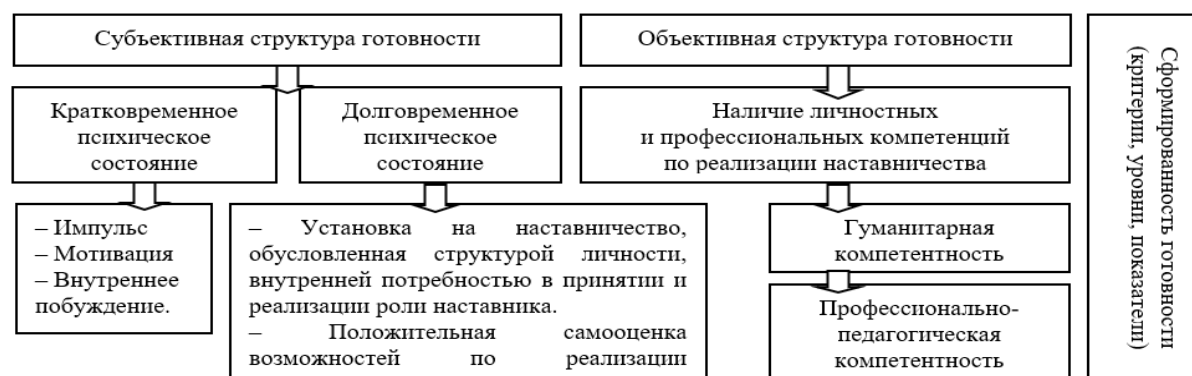 Субъективная структура готовности
Объективная структура готовности
Кратковременное
психическое
состояние
Долговременное
психическое
состояние
Наличие личностных
и профессиональных компетенций
по реализации наставничества
– Импульс
– Мотивация
– Внутреннее
побуждение.
– Установка на наставничество,
обусловленная структурой личности,
внутренней потребностью в принятии и
реализации роли наставника.
– Положительная самооценка
возможностей по реализации
Гуманитарная
компетентность
Профессионально-
педагогическая
компетентность
Сформированность готовности
(критерии, уровни, показатели)